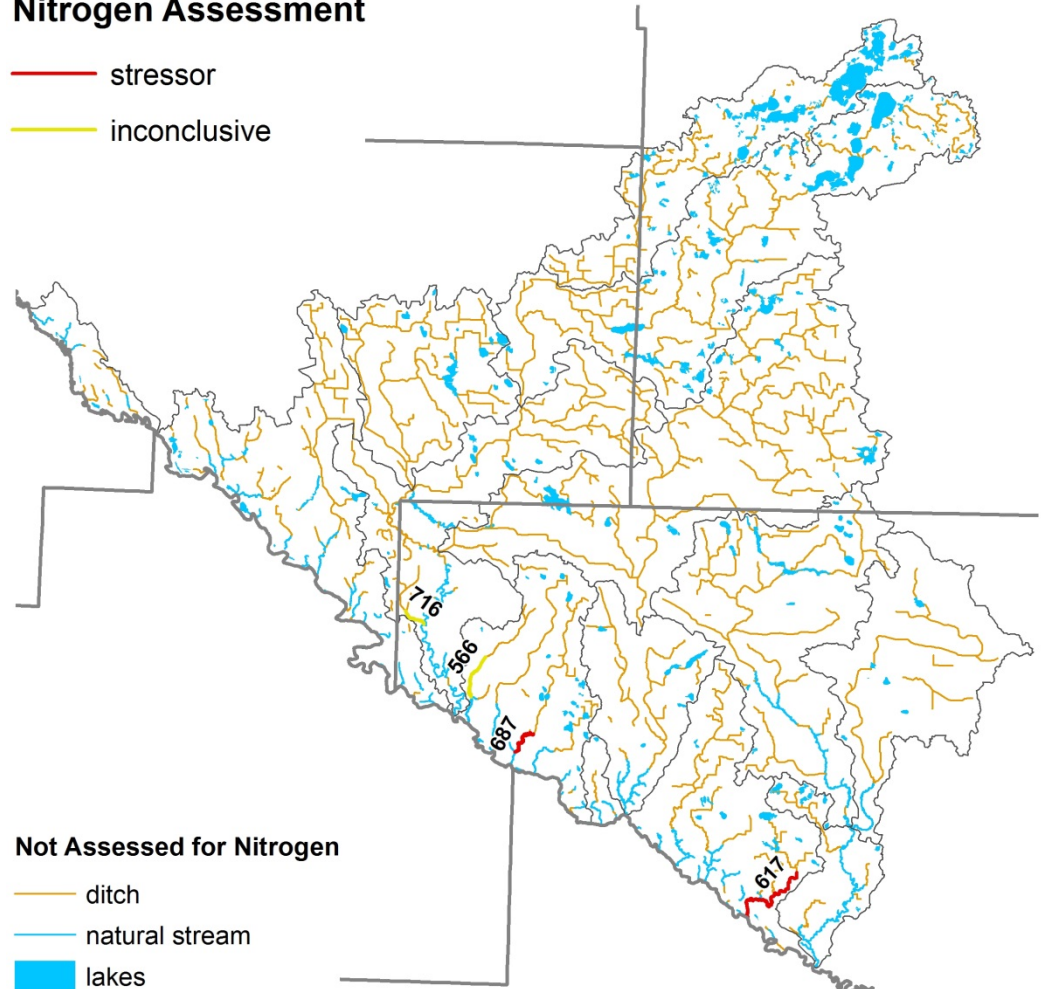 Nitrogen Assessment
stressor
inconclusive
716
566
687
617
Not Assessed for Nitrogen
ditch
natural stream
lakes